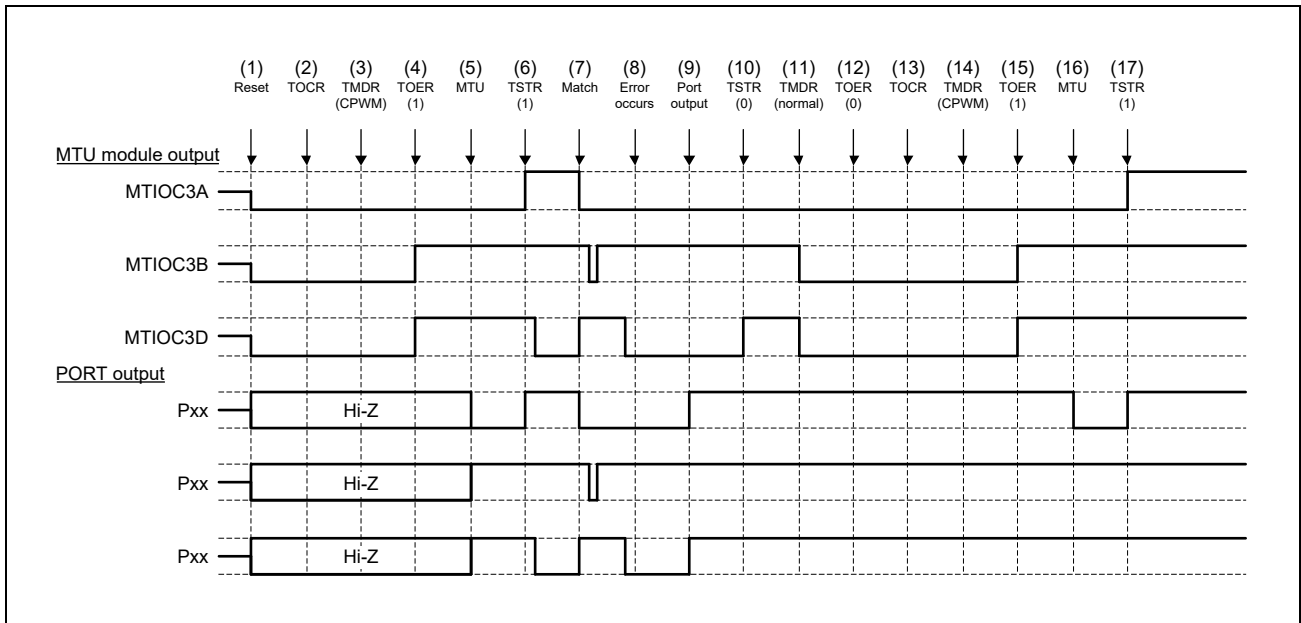 (1) (2) (3) (4) (5) (6) (7) (8) (9) (10) (11) (12) (13) (14) (15) (16) (17)
Reset TOCR TMDR TOER MTU TSTR Match Error Port TSTR TMDR TOER TOCR TMDR TOER MTU TSTR
(CPWM) (1) (1) occurs output (0) (normal) (0) (CPWM) (1) (1)
MTU module output
MTIOC3A
MTIOC3B
MTIOC3D
PORT output
Pxx Hi-Z
Pxx Hi-Z
Pxx Hi-Z